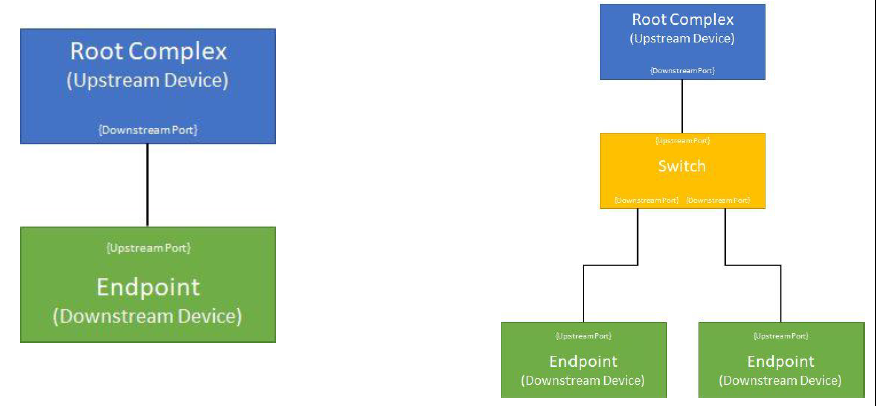 Root Complex
(Upstream Device)
{Downstream Port}
{Upstream Port}
Endpoint
(Downstream Device)
Root Complex
(Upstream Device)
{Downstream Port}
{Upstream Port}
Switch
{Downstream Port} {Downstream Port}
{Upstream Port}
Endpoint
(Downstream Device)
{Upstream Port}
Endpoint
(Downstream Device)